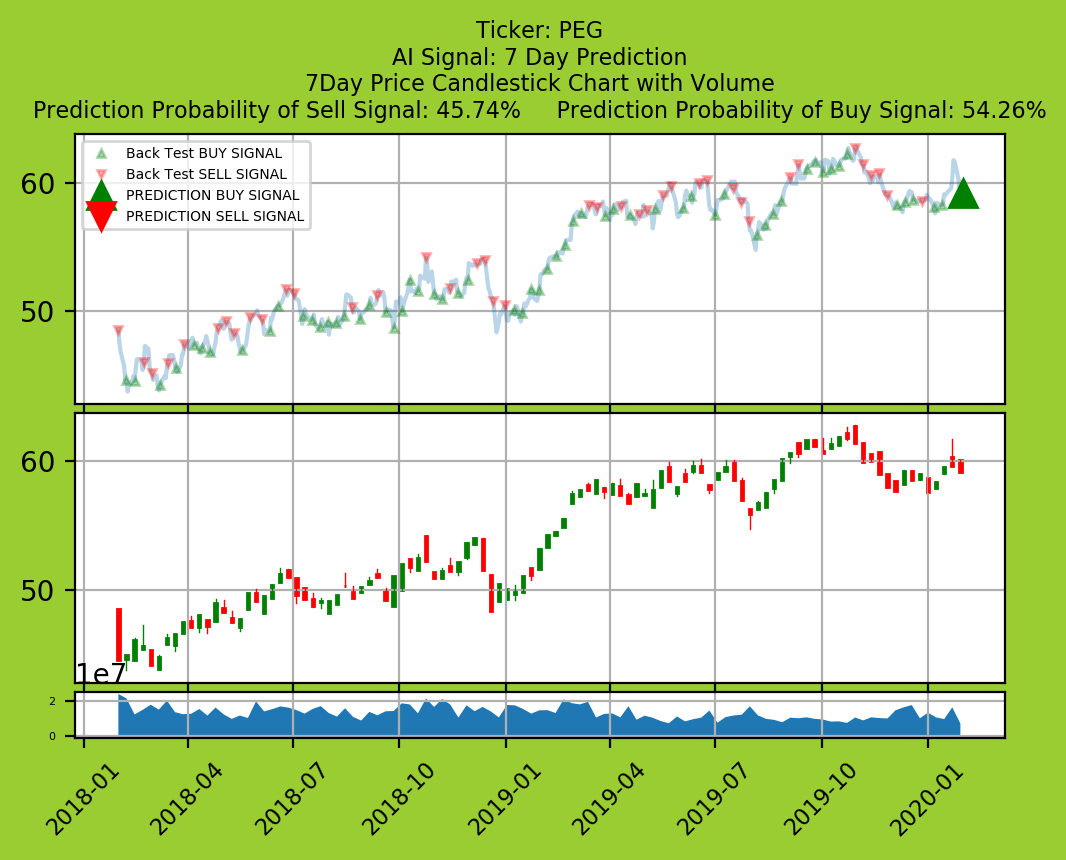 Ticker: PEG
AI Signal: 7 Day Prediction
7Day Price Candlestick Chart with Volume
Prediction Probability of Sell Signal: 45.74% Prediction Probability of Buy Signal: 54.26%
Back Test BUY SIGNAL
Back Test SELL SIGNAL
PREDICTION BUY SIGNAL
PREDICTION SELL SIGNAL
60
50
60
50
1e7
2
0
2018-01 2018-04 2018-07 2018-10 2019-01 2019-04 2019-07 2019-10 2020-01